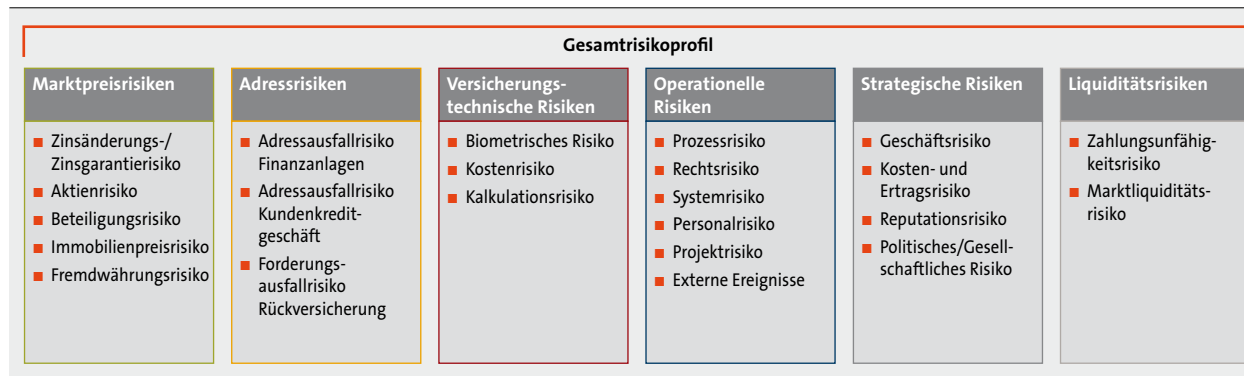 Gesamtrisikoprofil
Marktpreisrisiken
■ Zinsänderungs-/
Zinsgarantierisiko
■ Aktienrisiko
■ Beteiligungsrisiko
■ Immobilienpreisrisiko
■ Fremdwährungsrisiko
Adressrisiken
■ Adressausfallrisiko
Finanzanlagen
■ Adressausfallrisiko
Kundenkredit-
geschäft
■ Forderungs-
ausfallrisiko
Rückversicherung
Versicherungs-
technische Risiken
■ Biometrisches Risiko
■ Kostenrisiko
■ Kalkulationsrisiko
Operationelle
Risiken
■ Prozessrisiko
■ Rechtsrisiko
■ Systemrisiko
■ Personalrisiko
■ Projektrisiko
■ Externe Ereignisse
Strategische Risiken
■ Geschäftsrisiko
■ Kosten- und
Ertragsrisiko
■ Reputationsrisiko
■ Politisches/Gesell-
schaftliches Risiko
Liquiditätsrisiken
■ Zahlungsunfähig-
keitsrisiko
■ Marktliquiditäts-
risiko